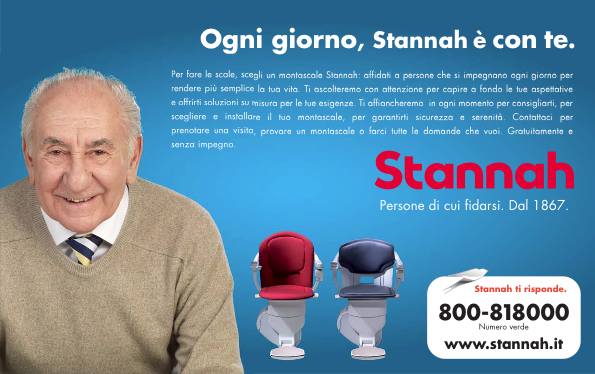 Ogni giorno, Stannah è con te.
Per fare le scale, scegli un montascale Stannah: affidati a persone che si impegnano ogni giorno per
rendere più semplice la tua vita. Ti ascolteremo con attenzione per capire a fondo le tue aspettative
e offrirti soluzioni su misura per le tue esigenze. Ti affiancheremo in ogni momento per consigliarti, per
scegliere e installare il tuo montascale, per garantirti sicurezza e serenità. Contattaci per
prenotare una visita, provare un montascale o farci tutte le domande che vuoi. Gratuitamente e
senza impegno.
Stannah
Persone di cui fidarsi. Dal 1867.
Stannah ti risponde.
800-818000
Numero verde
www.stannah.it